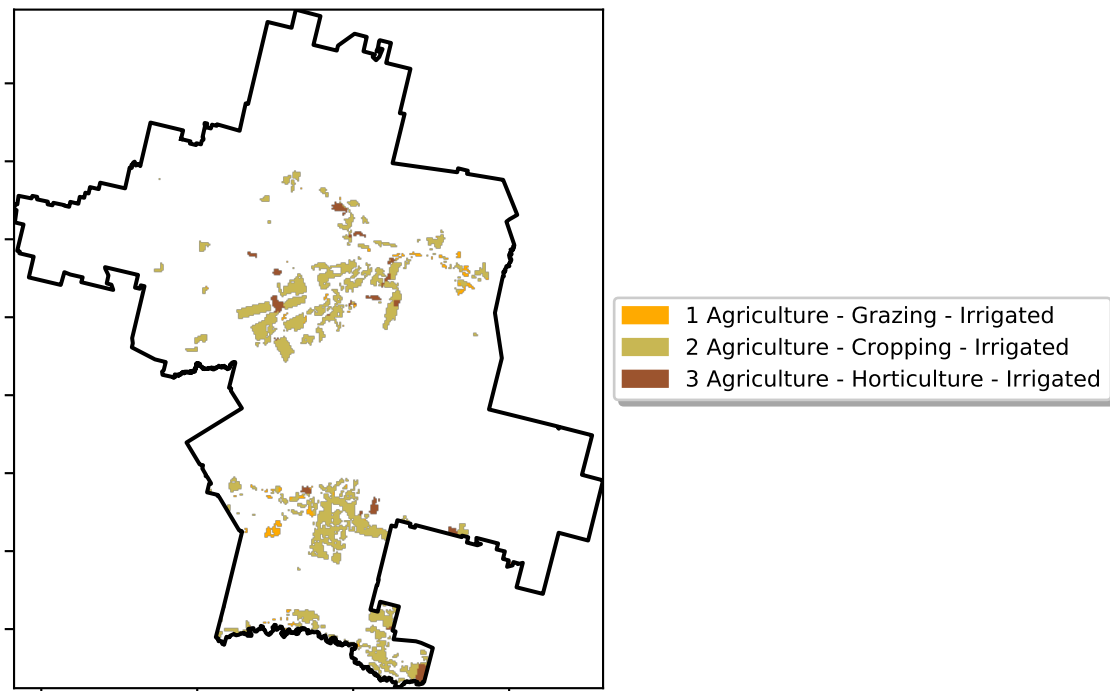 1 Agriculture - Grazing - Irrigated
2 Agriculture - Cropping - Irrigated
3 Agriculture - Horticulture - Irrigated